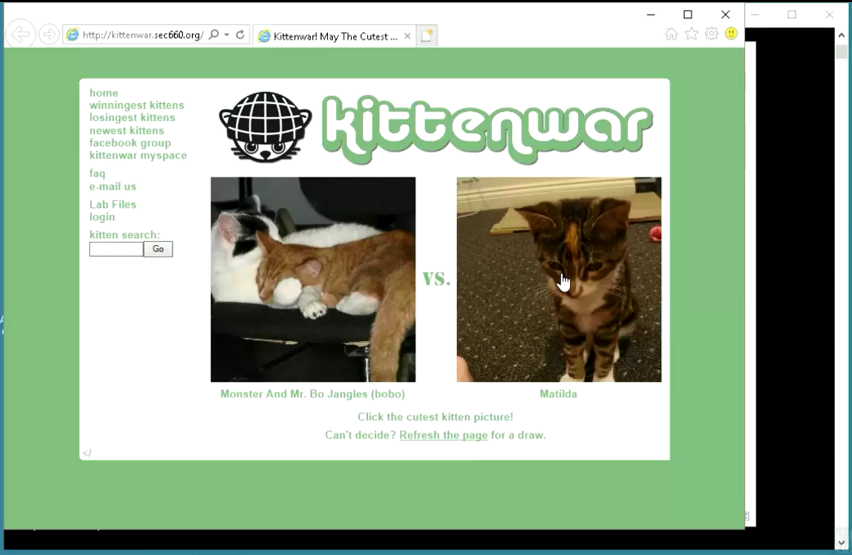 http://kittenwar.sec660.org/
Kittenwar! May The Cutest ...
home
winningest kittens
losingest kittens
newest kittens
facebook group
kittenwar myspace
faq
e-mail us
Lab Files
login
kitten search:
Go
kittenwar
vs.
Monster And Mr. Bo Jangles (bobo)
Matilda
Click the cutest kitten picture!
Can't decide? Refresh the page for a draw.
</